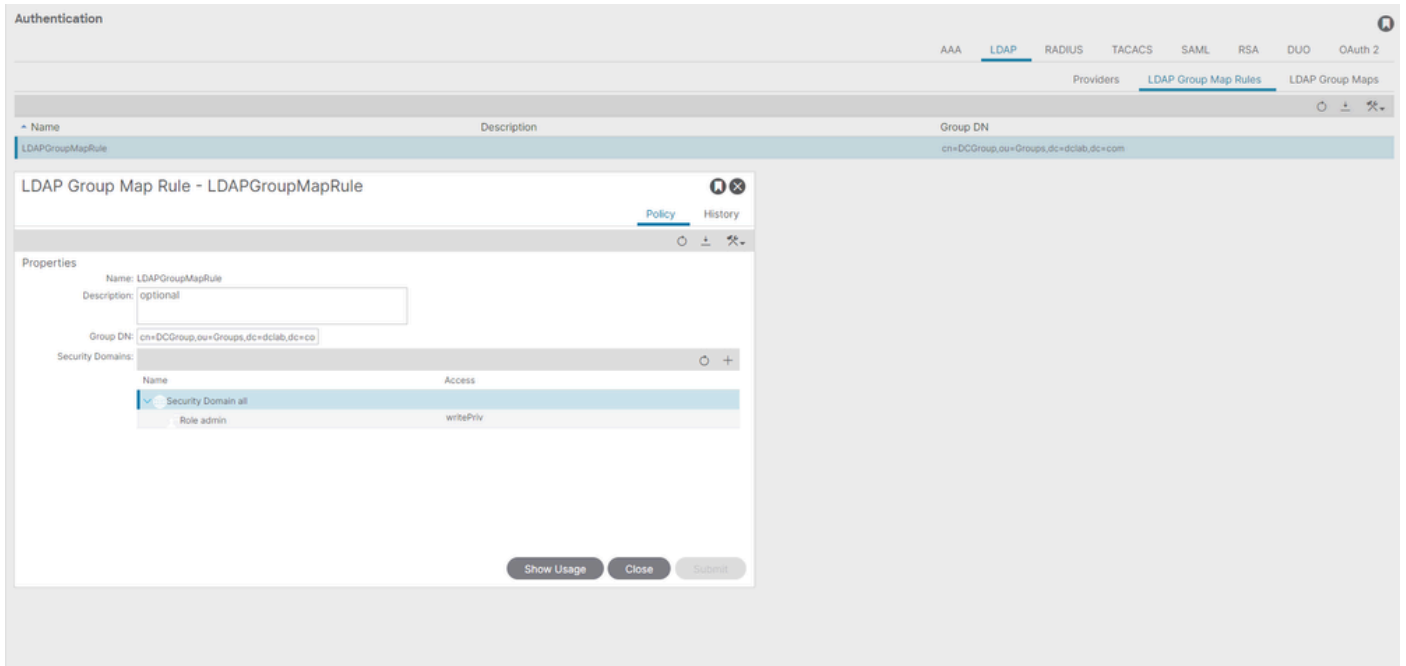 Authentication
AAA LDAP RADIUS TACACS SAML RSA DUO OAuth 2
Providers LDAP Group Map Rules LDAP Group Maps
Name Description Group DN
LDAPGroupMapRule cn=DCGroup,ou=Groups,dc=dclab,dc=com
LDAP Group Map Rule - LDAPGroupMapRule
Policy History
Properties
Name: LDAPGroupMapRule
Description: optional
Group DN: cn=DCGroup,ou=Groups,dc=dclab,dc=co
Security Domains:
Name Access
Security Domain all
Role admin writePriv
Show Usage Close Submit